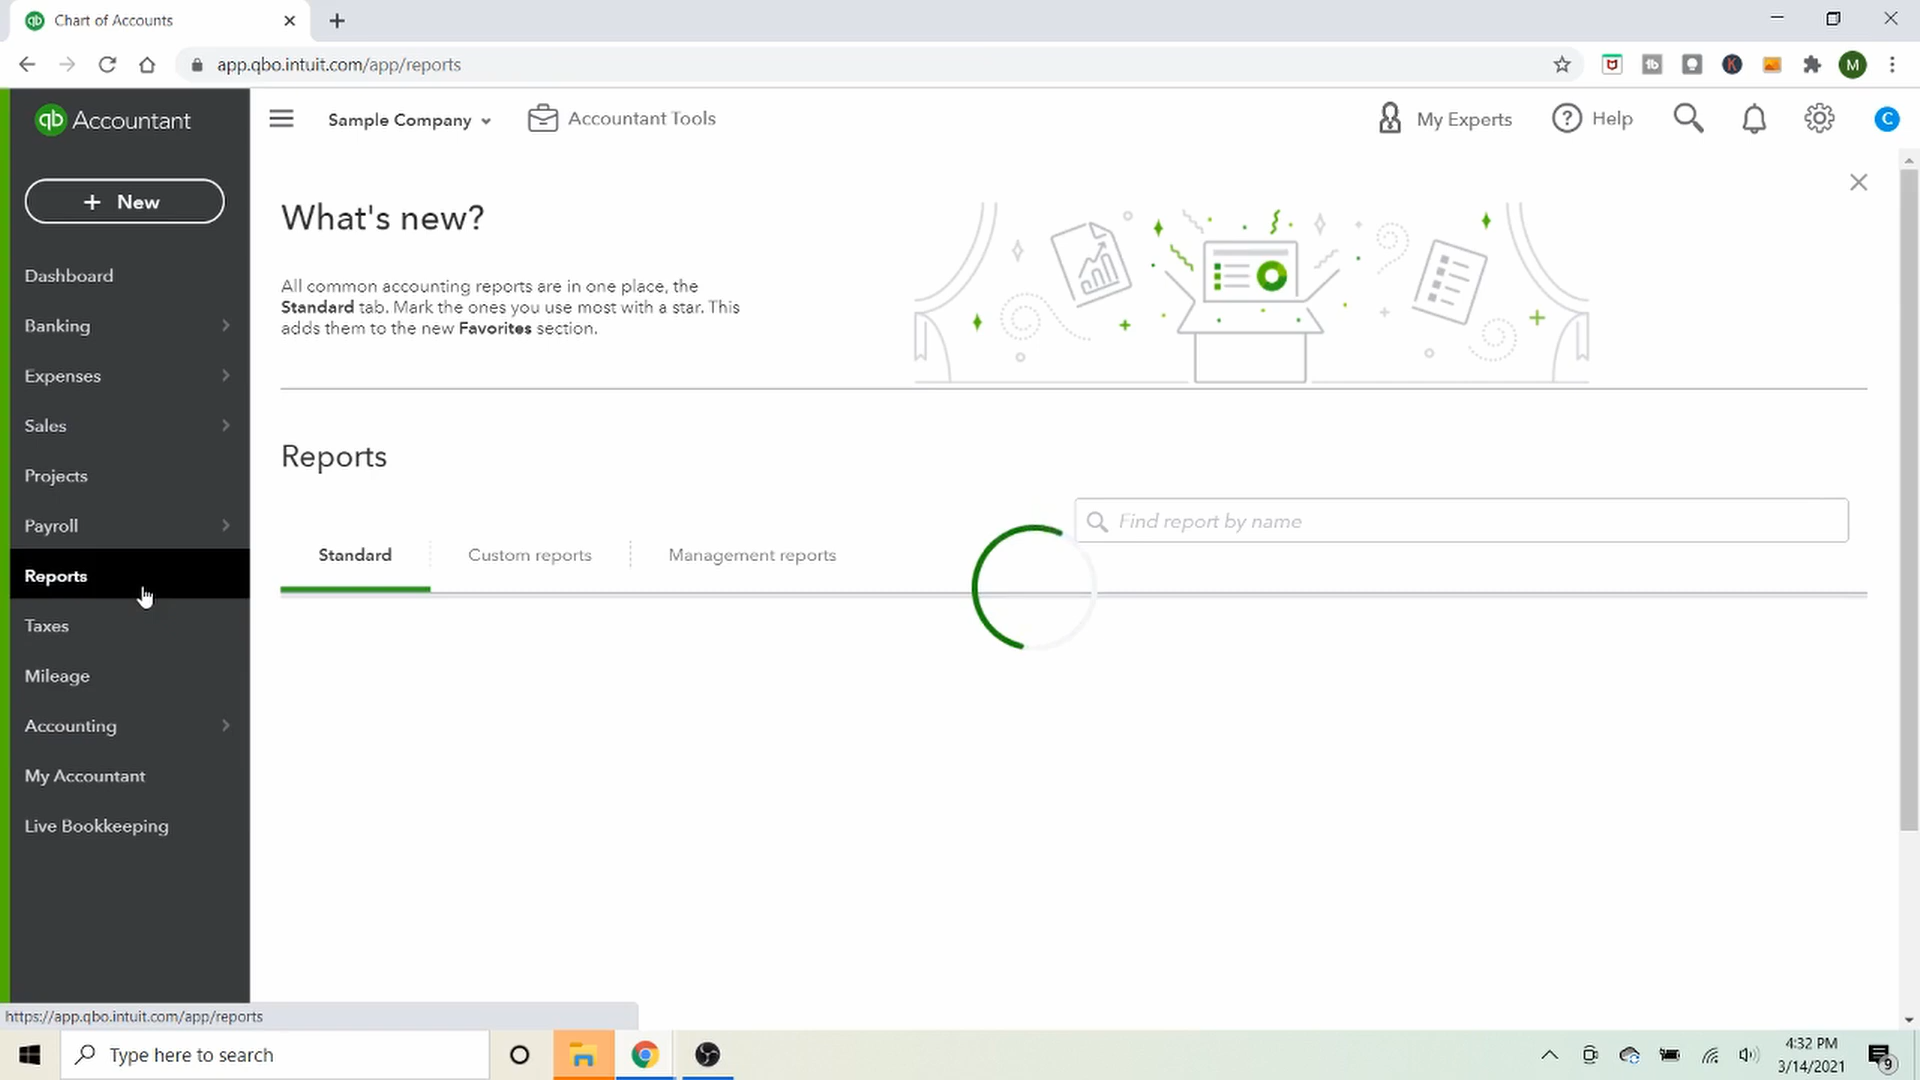 Chart of Accounts
app.qbo.intuit.com/app/reports
M
qb Accountant
Sample Company
Accountant Tools
My Experts
Help
C
+ New
Dashboard
Banking
Expenses
Sales
Projects
Payroll
Reports
Taxes
Mileage
Accounting
My Accountant
Live Bookkeeping
What's new?
All common accounting reports are in one place, the
Standard tab. Mark the ones you use most with a star. This
adds them to the new Favorites section.
Reports
Find report by name
Standard
Custom reports
Management reports
https://app.qbo.intuit.com/app/reports
Type here to search
4:32 PM
3/14/2021
9